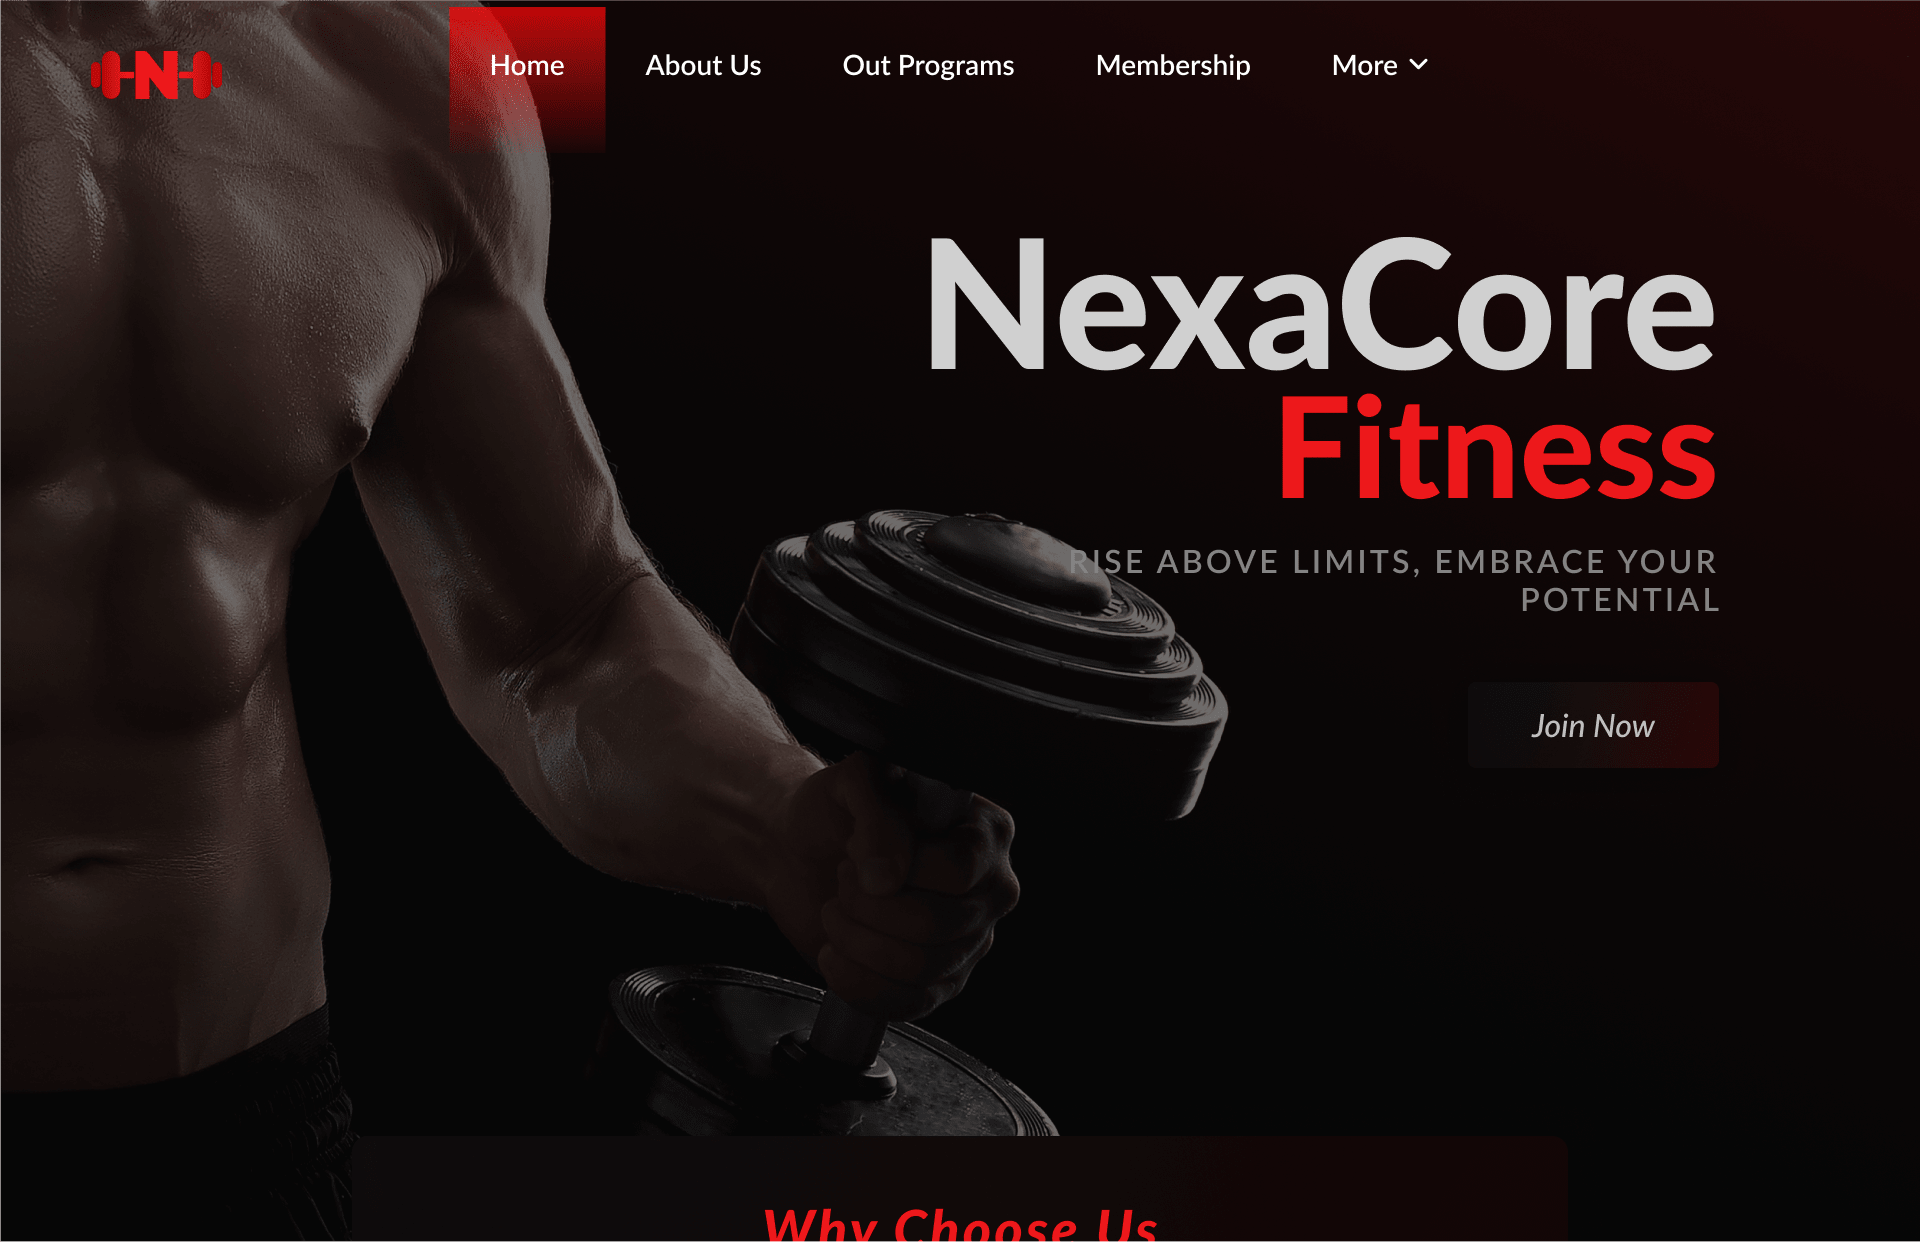 N
Home
About Us
Out Programs
Membership
More
NexaCore
Fitness
RISE ABOVE LIMITS, EMBRACE YOUR
POTENTIAL
Join Now
Why Choose Us